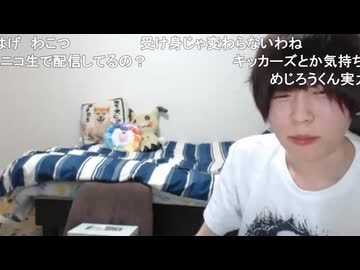 はげ わこつ
受け身じゃ変わらないわね
ニコ生で配信してるの？
キッカーズとか気持ち
めじろうくん実